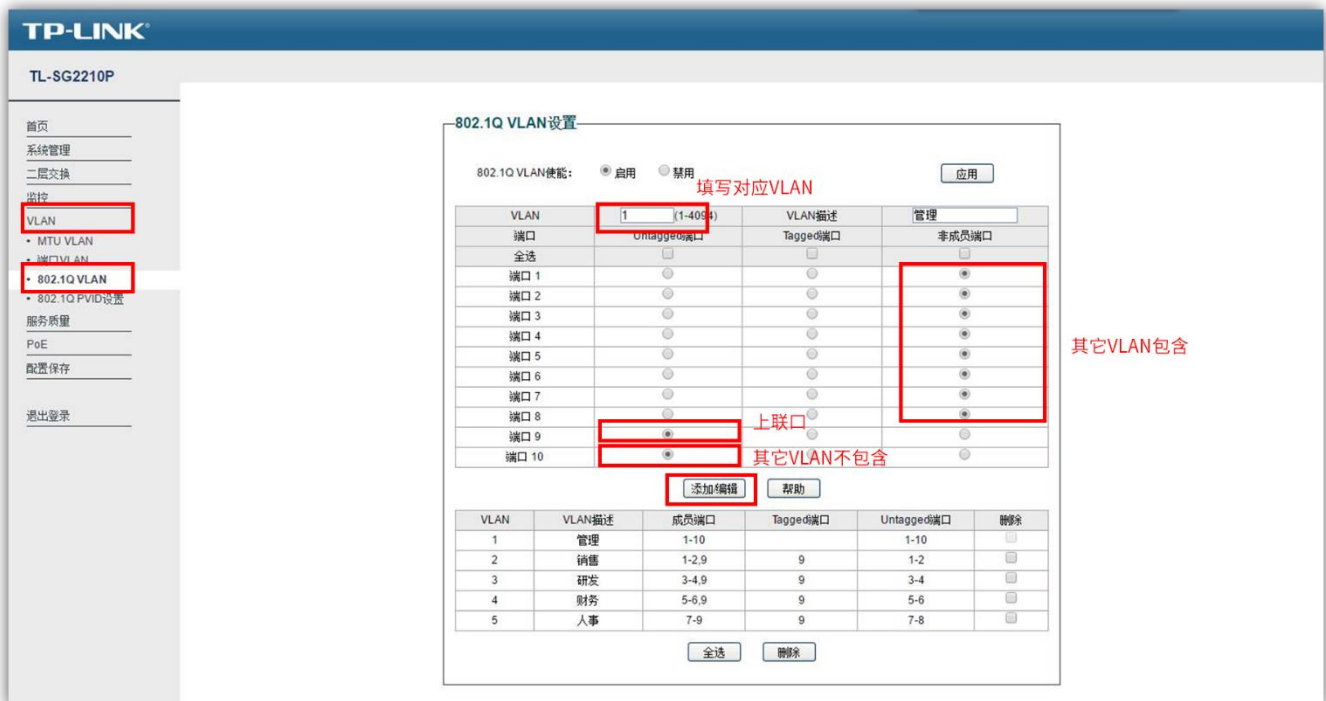 TP-LINK®
TL-SG2210P
首页
系统管理
二层交换
监控
VLAN
• MTU VLAN
• 端口VLAN
• 802.1Q VLAN
• 802.1Q PVID设置
服务质量
PoE
配置保存
退出登录
802.1Q VLAN设置
802.1Q VLAN使能： 启用 禁用 应用
填写对应VLAN
VLAN 1 (1-4094) VLAN描述 管理
端口 Untagged端口 Tagged端口 非成员端口
全选
端口 1
端口 2
端口 3
端口 4
端口 5
其它VLAN包含
端口 6
端口 7
端口 8
上联口
端口 9
端口 10 其它VLAN不包含
添加/编辑 帮助
VLAN VLAN描述 成员端口 Tagged端口 Untagged端口 删除
1 管理 1-10 1-10
2 销售 1-2,9 9 1-2
3 研发 3-4,9 9 3-4
4 财务 5-6,9 9 5-6
5 人事 7-9 9 7-8
全选 删除